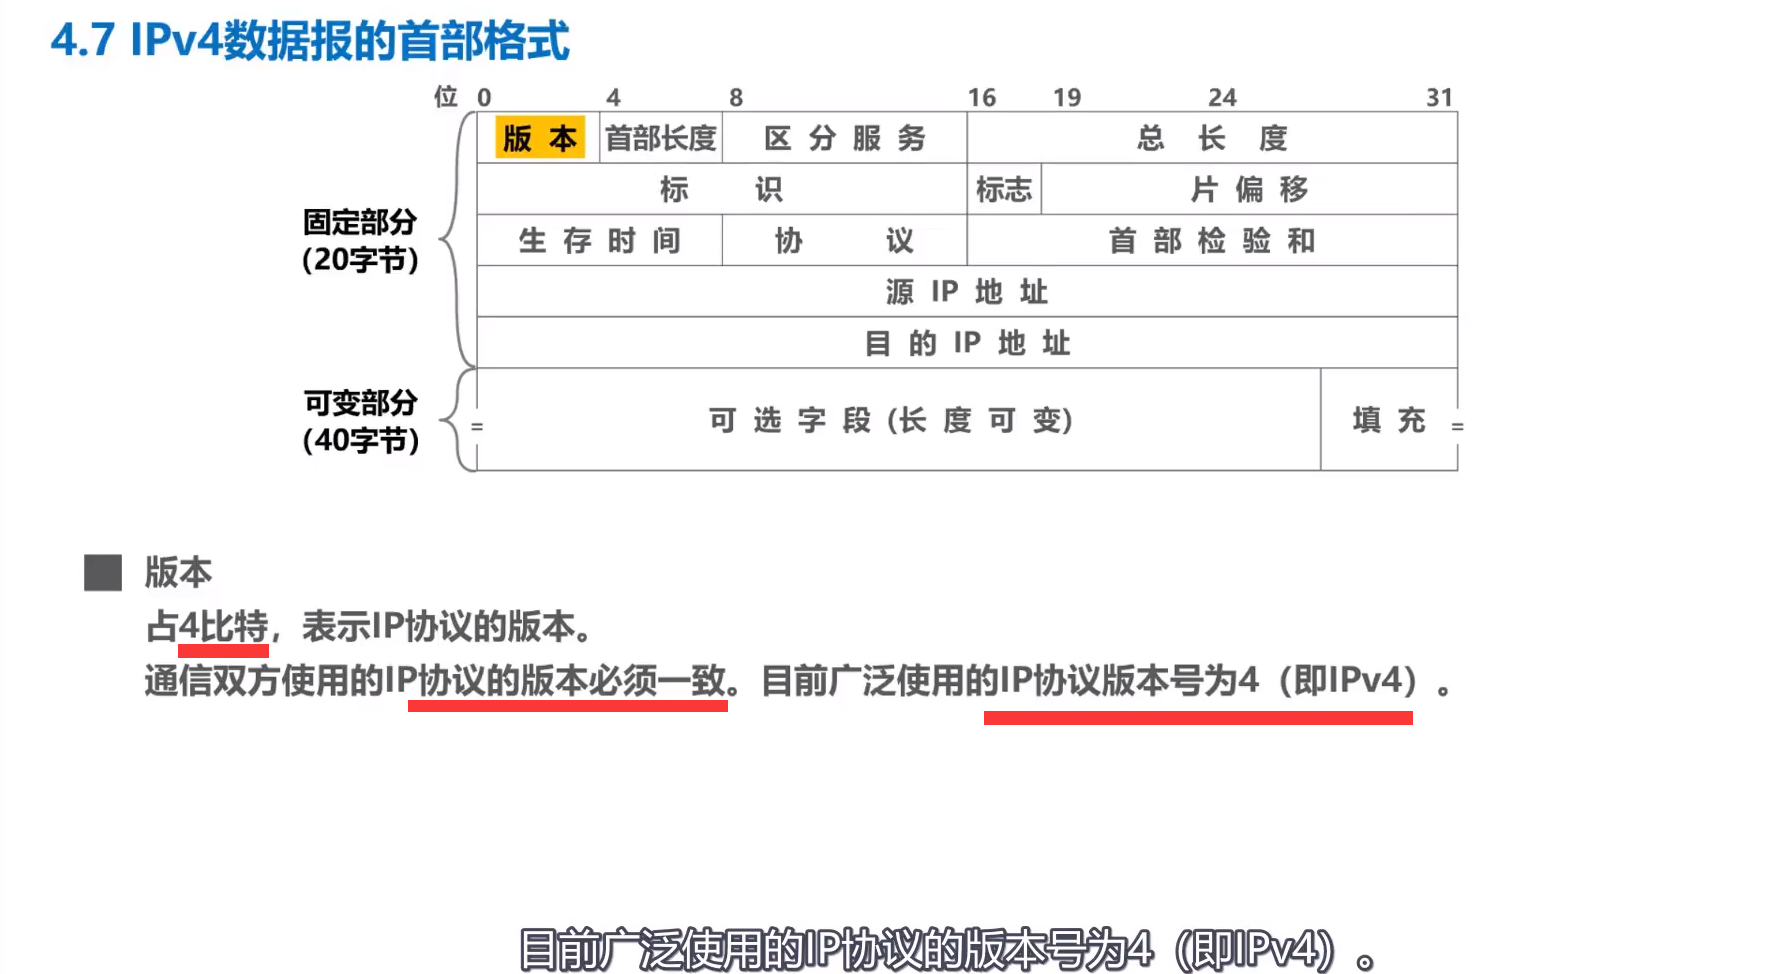 4.7 IPv4数据报的首部格式
位 0 4 8 16 19 24 31
版 本 首部长度 区 分 服 务 总 长 度
标 识 标志 片 偏 移
固定部分
(20字节)
生 存 时 间 协 议 首 部 检 验 和
源 IP 地 址
目 的 IP 地 址
可变部分
(40字节)
= 可 选 字 段 (长 度 可 变) 填 充 =
版本
占4比特，表示IP协议的版本。
通信双方使用的IP协议的版本必须一致。目前广泛使用的IP协议版本号为4（即IPv4）。
目前广泛使用的IP协议的版本号为4（即IPv4）。